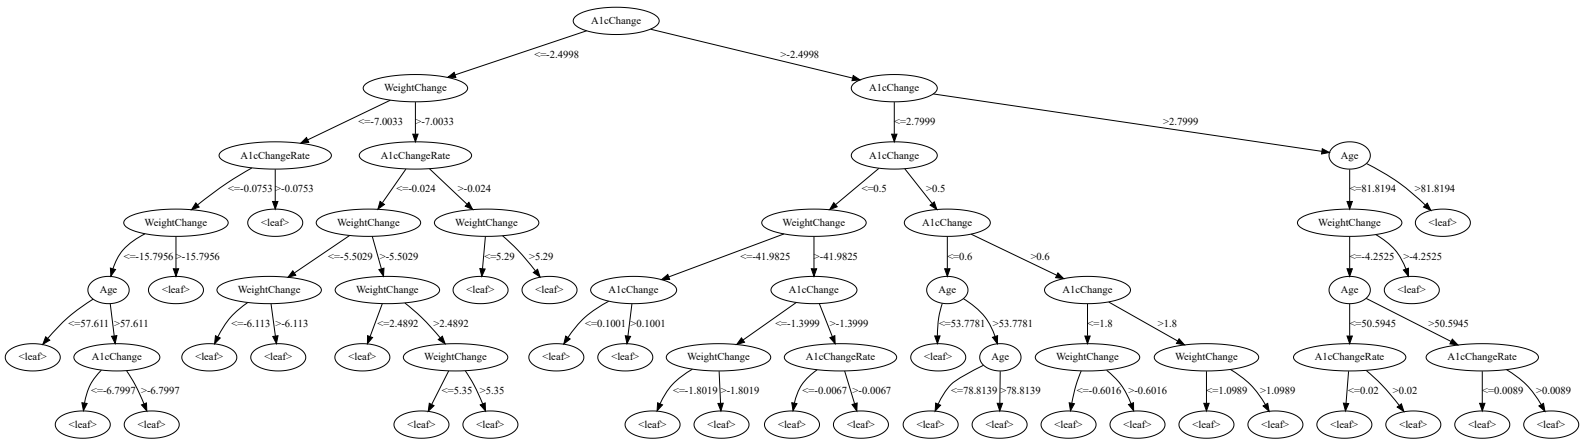 A1cChange
<=-2.4998 >-2.4998
WeightChange A1cChange
<=-7.0033 >-7.0033 <=2.7999 >2.7999
A1cChangeRate A1cChangeRate A1cChange Age
<=-0.0753 >-0.0753 <=-0.024 >-0.024 <=0.5 >0.5 <=81.8194 >81.8194
WeightChange <leaf> WeightChange WeightChange WeightChange A1cChange WeightChange <leaf>
<=-15.7956 >-15.7956 <=-5.5029 >-5.5029 <=5.29 >5.29 <=-41.9825 >-41.9825 <=0.6 >0.6 <=-4.2525 >-4.2525
Age <leaf> WeightChange WeightChange <leaf> <leaf> A1cChange A1cChange Age A1cChange Age <leaf>
<=57.611 >57.611 <=-6.113 >-6.113 <=2.4892 >2.4892 <=0.1001 >0.1001 <=-1.3999 >-1.3999 <=53.7781 >53.7781 <=1.8 >1.8 <=50.5945 >50.5945
<leaf> A1cChange <leaf> <leaf> <leaf> WeightChange <leaf> <leaf> WeightChange A1cChangeRate <leaf> Age WeightChange WeightChange A1cChangeRate A1cChangeRate
<=-6.7997 >-6.7997 <=5.35 >5.35 <=-1.8019 >-1.8019 <=-0.0067 >-0.0067 <=78.8139 >78.8139 <=-0.6016 >-0.6016 <=1.0989 >1.0989 <=0.02 >0.02 <=0.0089 >0.0089
<leaf> <leaf> <leaf> <leaf> <leaf> <leaf> <leaf> <leaf> <leaf> <leaf> <leaf> <leaf> <leaf> <leaf> <leaf> <leaf> <leaf> <leaf>